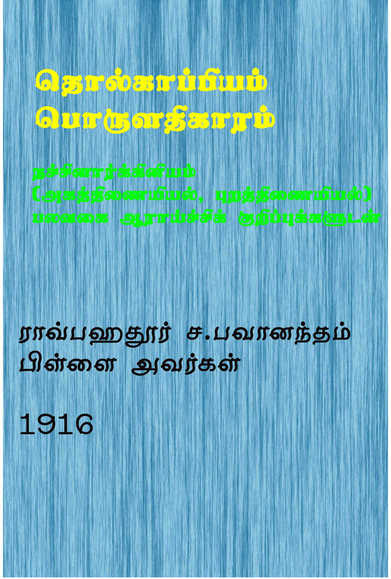 தொல்காப்பியம்
பொருளதிகாரம்
நச்சினார்க்கினியம்
(அகத்திணையியல், புறத்திணையியல்)
பலவகை ஆராய்ச்சிக் குறிப்புக்களுடன்
ராவ்பஹதூர் ச.பவானந்தம்
பிள்ளை அவர்கள்
1916